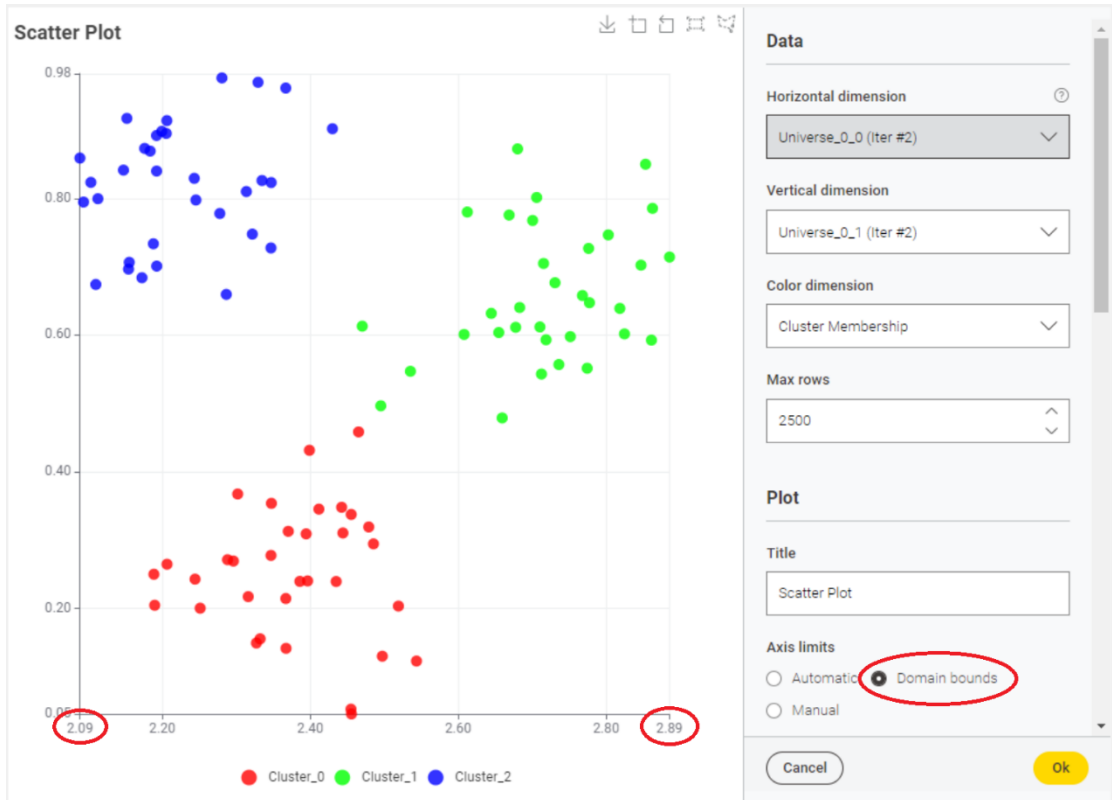 Scatter Plot
0.98
0.80
0.60
0.40
0.20
0.05
2.09
2.20
2.40
2.60
2.80
2.89
Cluster_0 Cluster_1 Cluster_2
Data
Horizontal dimension
?
Universe_0_0 (Iter #2)
Vertical dimension
Universe_0_1 (Iter #2)
Color dimension
Cluster Membership
Max rows
2500
Plot
Title
Scatter Plot
Axis limits
Automatic Domain bounds
Manual
Cancel Ok